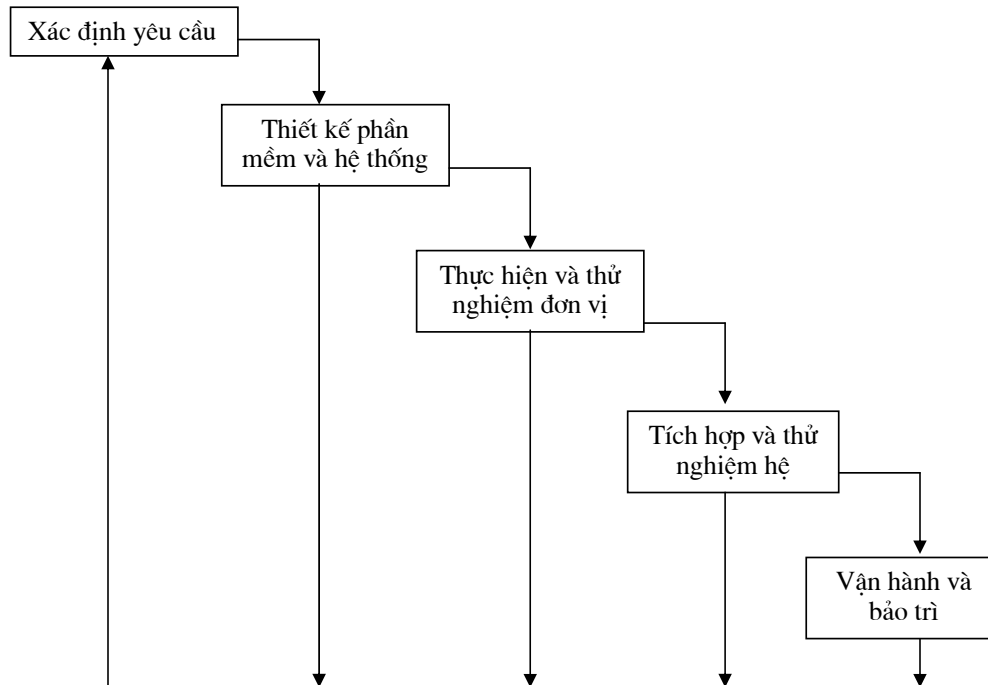 Xác định yêu cầu
Thiết kế phần
mềm và hệ thống
Thực hiện và thử
nghiệm đơn vị
Tích hợp và thử
nghiệm hệ
Vận hành và
bảo trì